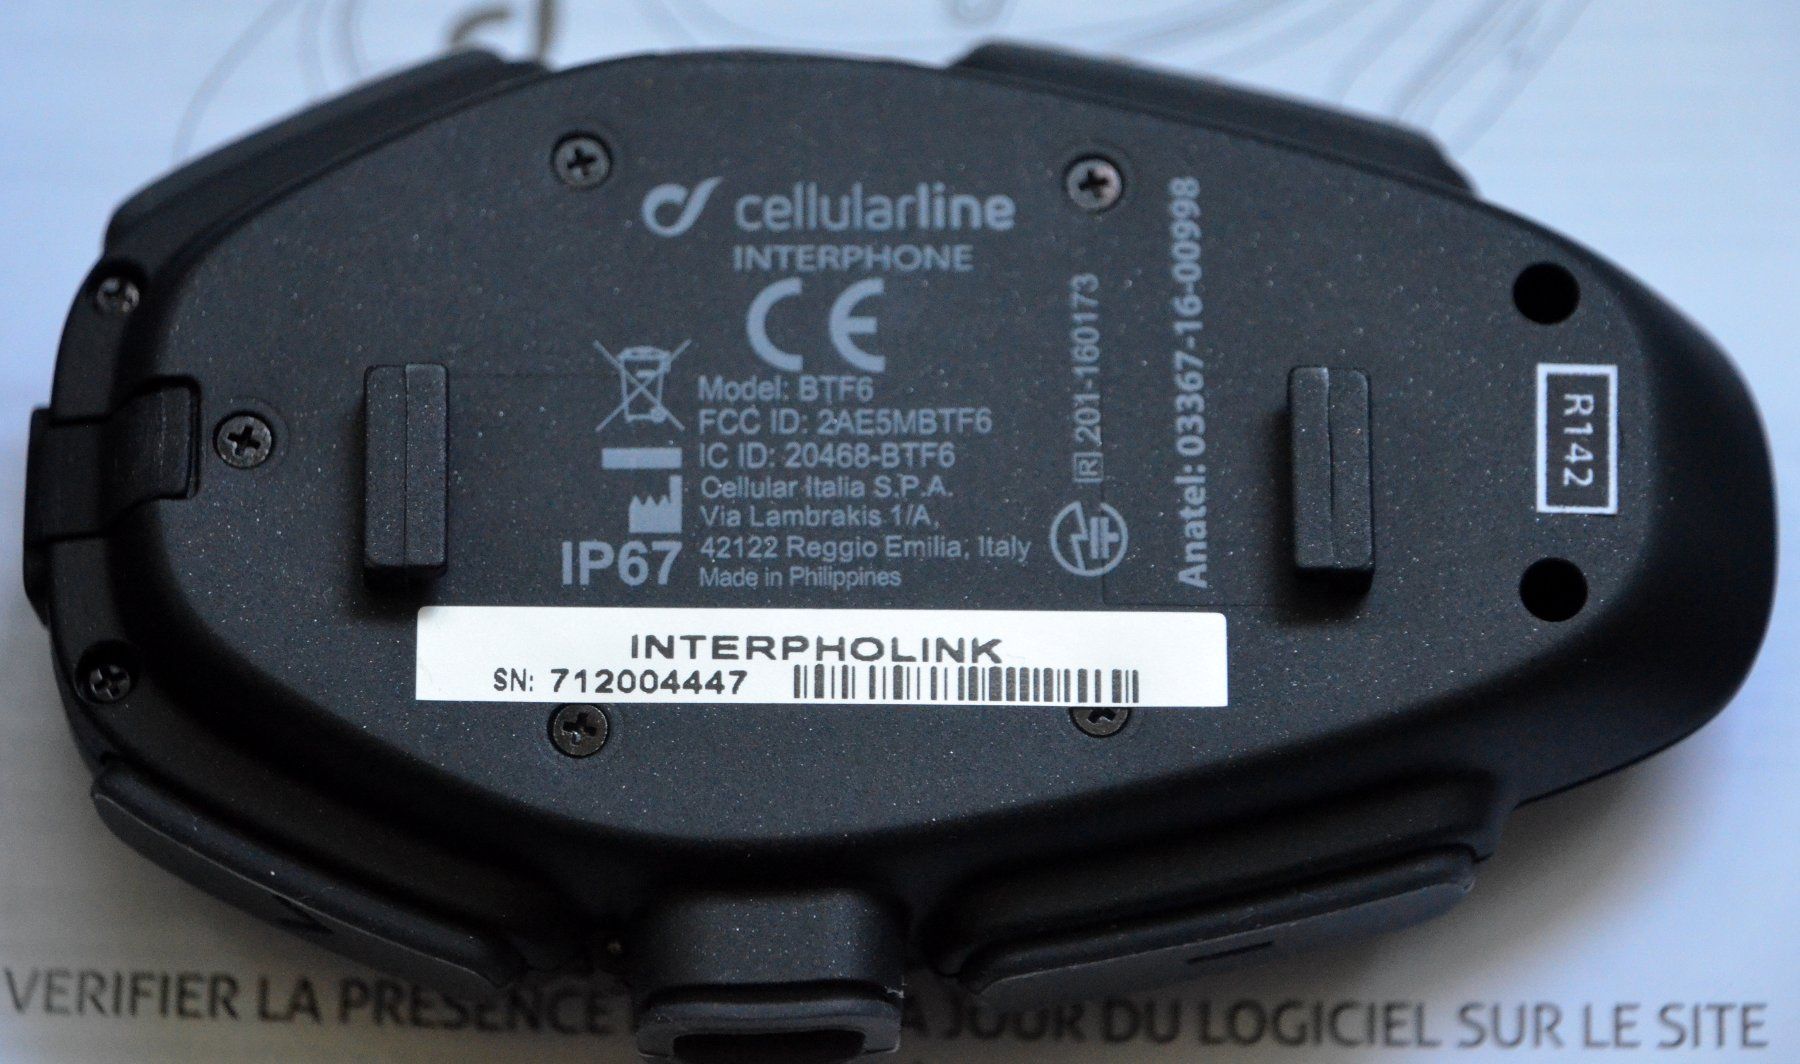 cellularline
INTERPHONE
CE
Model: BTF6
FCC ID: 2AE5MBTF6
IC ID: 20468-BTF6
Cellular Italia S.P.A.
Via Lambrakis 1/A,
42122 Reggio Emilia, Italy
Made in Philippines
IP67
R 201-160173
Anatel: 03367-16-00998
R142
INTERPHOLINK
SN: 712004447
VERIFIER LA PRESENCE A JOUR DU LOGICIEL SUR LE SITE